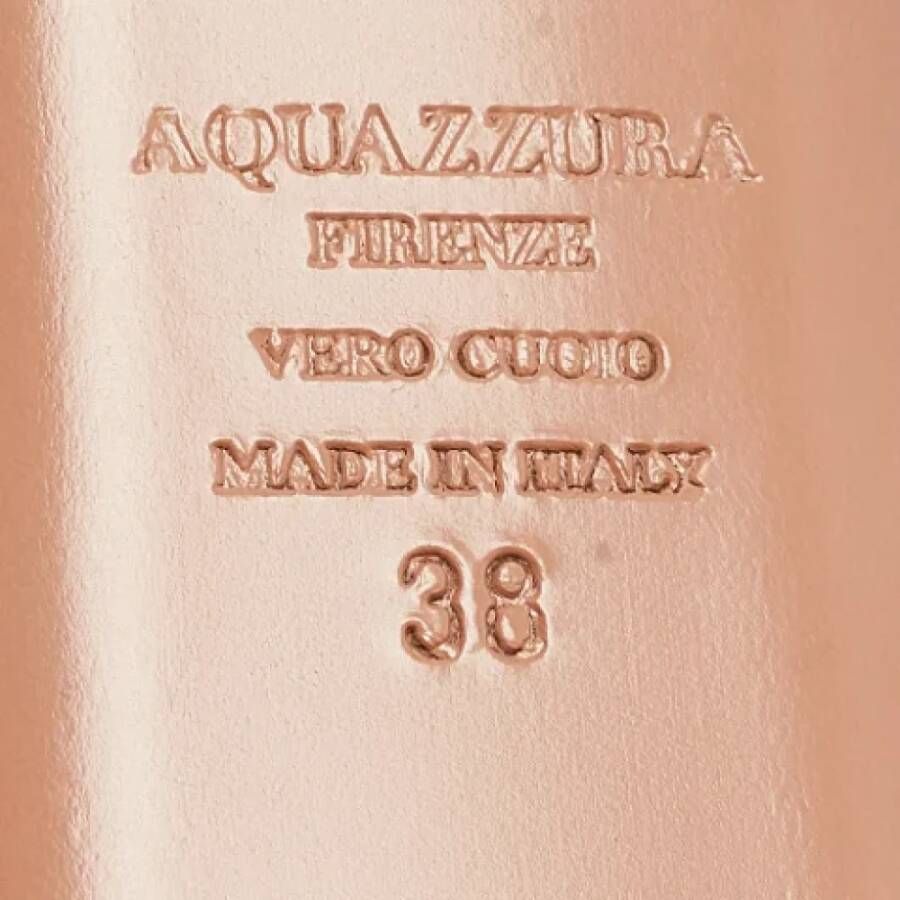 AQUAZZURA
FIRENZE
VERO CUOIO
MADE IN ITALY
38